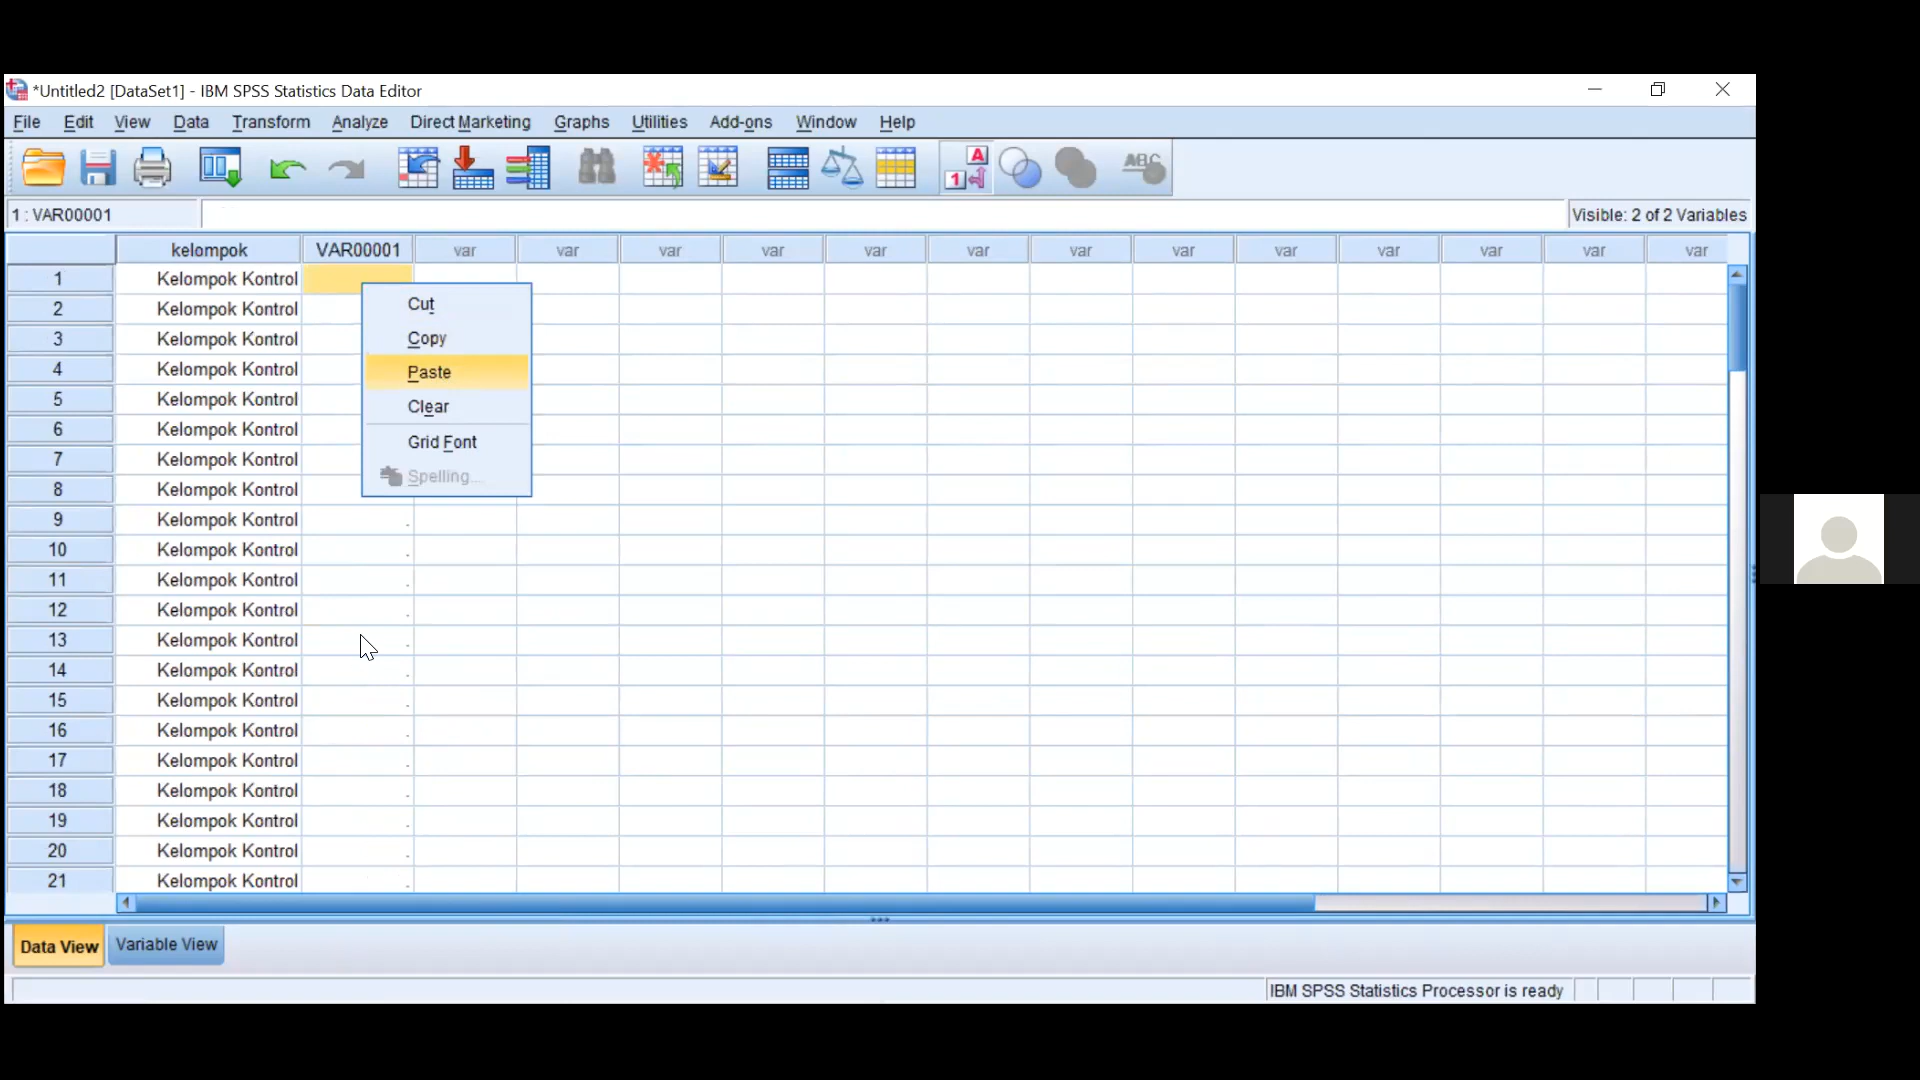 *Untitled2 [DataSet1] - IBM SPSS Statistics Data Editor
File Edit View Data Transform Analyze Direct Marketing Graphs Utilities Add-ons Window Help
A
1
ABC
1 : VAR00001
Visible: 2 of 2 Variables
kelompok VAR00001 var var var var var var var var var var var var var
1 Kelompok Kontrol
2 Kelompok Kontrol
3 Kelompok Kontrol
4 Kelompok Kontrol
5 Kelompok Kontrol
6 Kelompok Kontrol
7 Kelompok Kontrol
8 Kelompok Kontrol
9 Kelompok Kontrol .
10 Kelompok Kontrol .
11 Kelompok Kontrol .
12 Kelompok Kontrol .
13 Kelompok Kontrol .
14 Kelompok Kontrol .
15 Kelompok Kontrol .
16 Kelompok Kontrol .
17 Kelompok Kontrol .
18 Kelompok Kontrol .
19 Kelompok Kontrol .
20 Kelompok Kontrol .
21 Kelompok Kontrol .
Cut
Copy
Paste
Clear
Grid Font
Spelling...
Data View Variable View
IBM SPSS Statistics Processor is ready